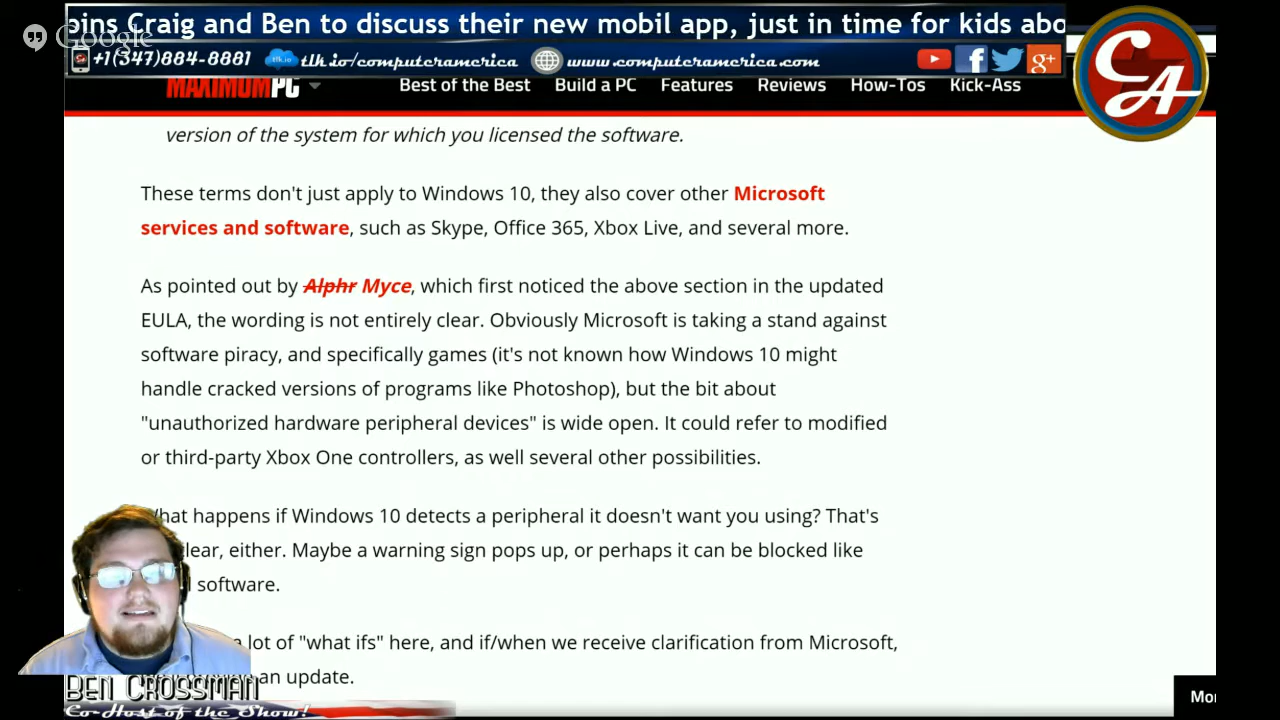 oins Craig and Ben to discuss their new mobil app, just in time for kids abo
Google
+1(347)884-8881 tlk.io tlk.io/computeramerica www.computeramerica.com f g+
CA
MAXIMUMPC Best of the Best Build a PC Features Reviews How-Tos Kick-Ass
version of the system for which you licensed the software.
These terms don't just apply to Windows 10, they also cover other Microsoft
services and software, such as Skype, Office 365, Xbox Live, and several more.
As pointed out by Alphr Myce, which first noticed the above section in the updated
EULA, the wording is not entirely clear. Obviously Microsoft is taking a stand against
software piracy, and specifically games (it's not known how Windows 10 might
handle cracked versions of programs like Photoshop), but the bit about
"unauthorized hardware peripheral devices" is wide open. It could refer to modified
or third-party Xbox One controllers, as well several other possibilities.
What happens if Windows 10 detects a peripheral it doesn't want you using? That's
lear, either. Maybe a warning sign pops up, or perhaps it can be blocked like
software.
lot of "what ifs" here, and if/when we receive clarification from Microsoft,
an update.
BEN CROSSMAN
Co-Host of the Show!
Mor